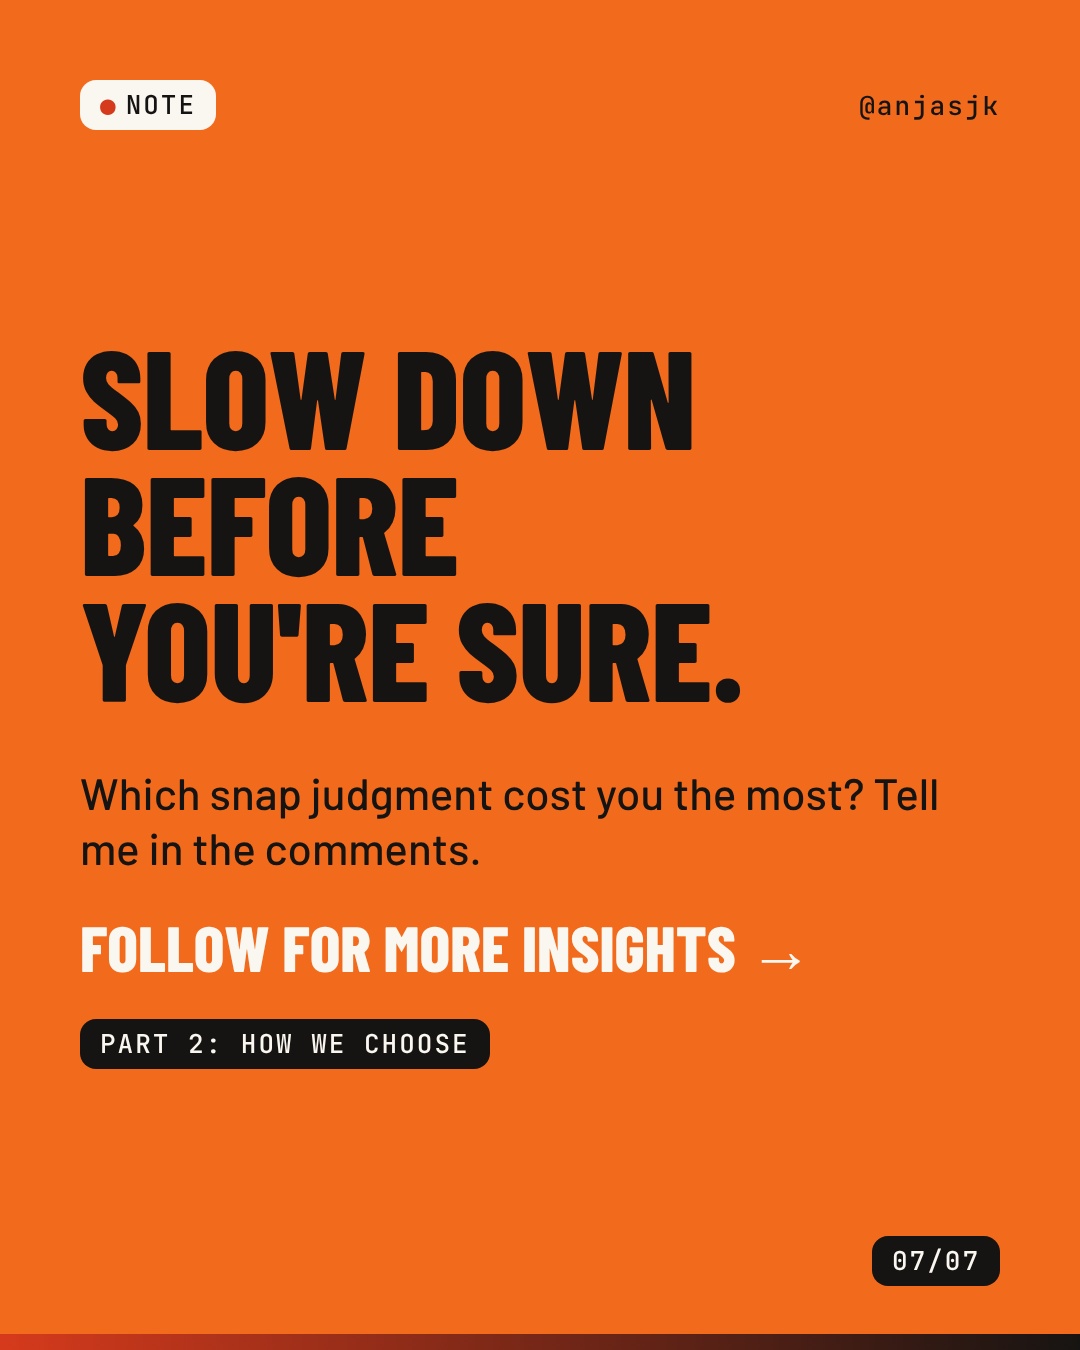 NOTE
@anjasjk
SLOW DOWN
BEFORE
YOU'RE SURE.
Which snap judgment cost you the most? Tell
me in the comments.
FOLLOW FOR MORE INSIGHTS →
PART 2: HOW WE CHOOSE
07/07